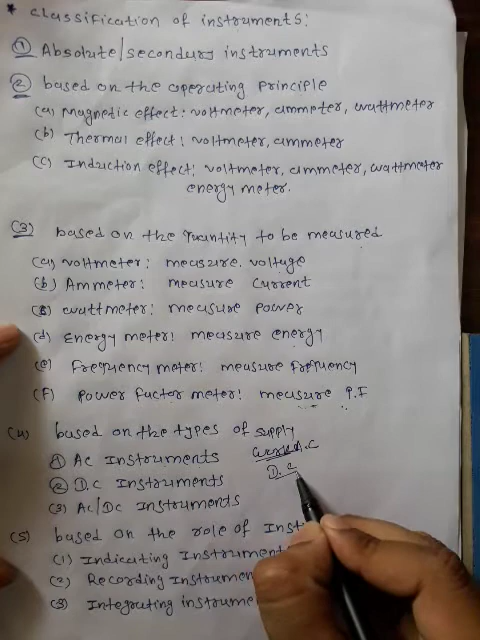 * Classification of instruments:
① Absolute/secondary instruments
② based on the operating principle
(a) Magnetic effect: voltmeter, ammeter, wattmeter
(b) Thermal effect: voltmeter, ammeter
(c) Induction effect: voltmeter, ammeter, wattmeter
energy meter.
(3) based on the quantity to be measured
(a) voltmeter: measure voltage
(b) Ammeter: measure current
(c) wattmeter: measure power
(d) Energy meter: measure energy
(e) Frequency meter: measure frequency
(f) Power factor meter: measure P.F
(4) based on the types of supply
① Ac Instruments
A.C
② D.C Instruments
D.C
(3) Ac/Dc Instruments
(5) based on the role of Inst
(1) Indicating Instrument
(2) Recording Instrumen
(3) Integrating instrume